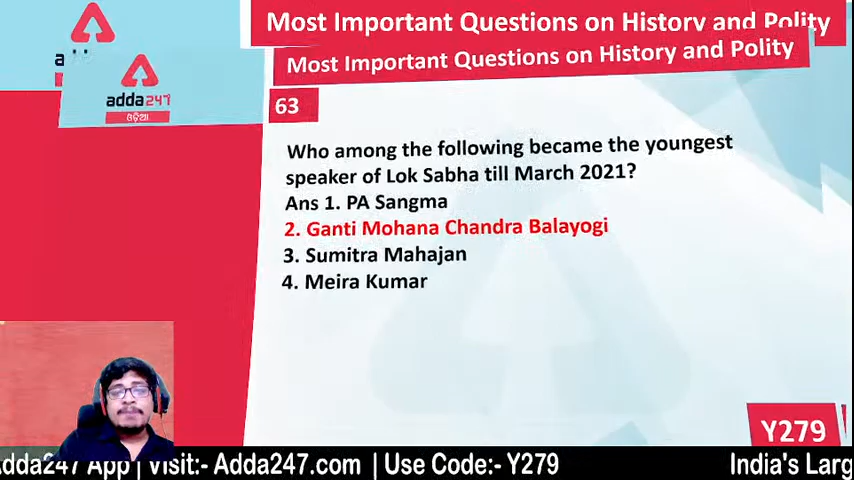 Most Important Questions on History and Polity
Most Important Questions on History and Polity
adda247
ଓଡ଼ିଆ
63
Who among the following became the youngest
speaker of Lok Sabha till March 2021?
Ans 1. PA Sangma
2. Ganti Mohana Chandra Balayogi
3. Sumitra Mahajan
4. Meira Kumar
Y279
dda247 App | Visit:- Adda247.com | Use Code:- Y279 India's Larg